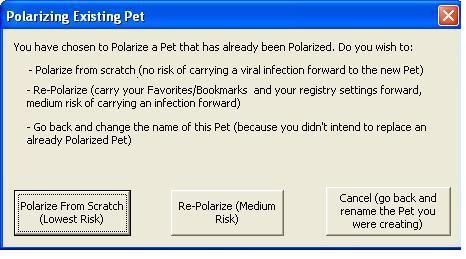 Polarizing Existing Pet
You have chosen to Polarize a Pet that has already been Polarized. Do you wish to:
- Polarize from scratch (no risk of carrying a viral infection forward to the new Pet)
- Re-Polarize (carry your Favorites/Bookmarks and your registry settings forward,
medium risk of carrying an infection forward)
- Go back and change the name of this Pet (because you didn't intend to replace an
already Polarized Pet)
Polarize From Scratch
(Lowest Risk)
Re-Polarize (Medium
Risk)
Cancel (go back and
rename the Pet you
were creating)